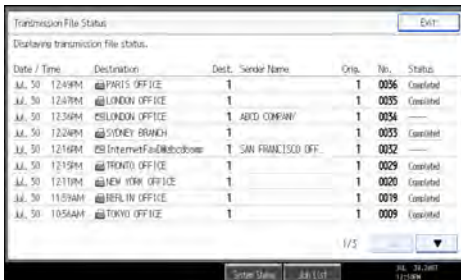 Transmission File Status Exit
Displaying transmission file status.
Date / Time Destination Dest. Sender Name Orig. No. Status
JUL. 30 12:49PM PARIS OFFICE 1 1 0036 Completed
JUL. 30 12:47PM LONDON OFFICE 1 1 0035 Completed
JUL. 30 12:36PM LONDON OFFICE 1 ABCD COMPANY 1 0034 -----
JUL. 30 12:24PM SYDNEY BRANCH 1 1 0033 Completed
JUL. 30 12:16PM 1 SAN FRANCISCO OFF.. 1 0032 -----
JUL. 30 12:15PM TRONTO OFFICE 1 1 0029 Completed
JUL. 30 12:11PM NEW YORK OFFICE 1 1 0020 Completed
JUL. 30 11:59AM BERLIN OFFICE 1 1 0019 Completed
JUL. 30 10:56AM TOKYO OFFICE 1 1 0009 Completed
1/5
System Status Job List